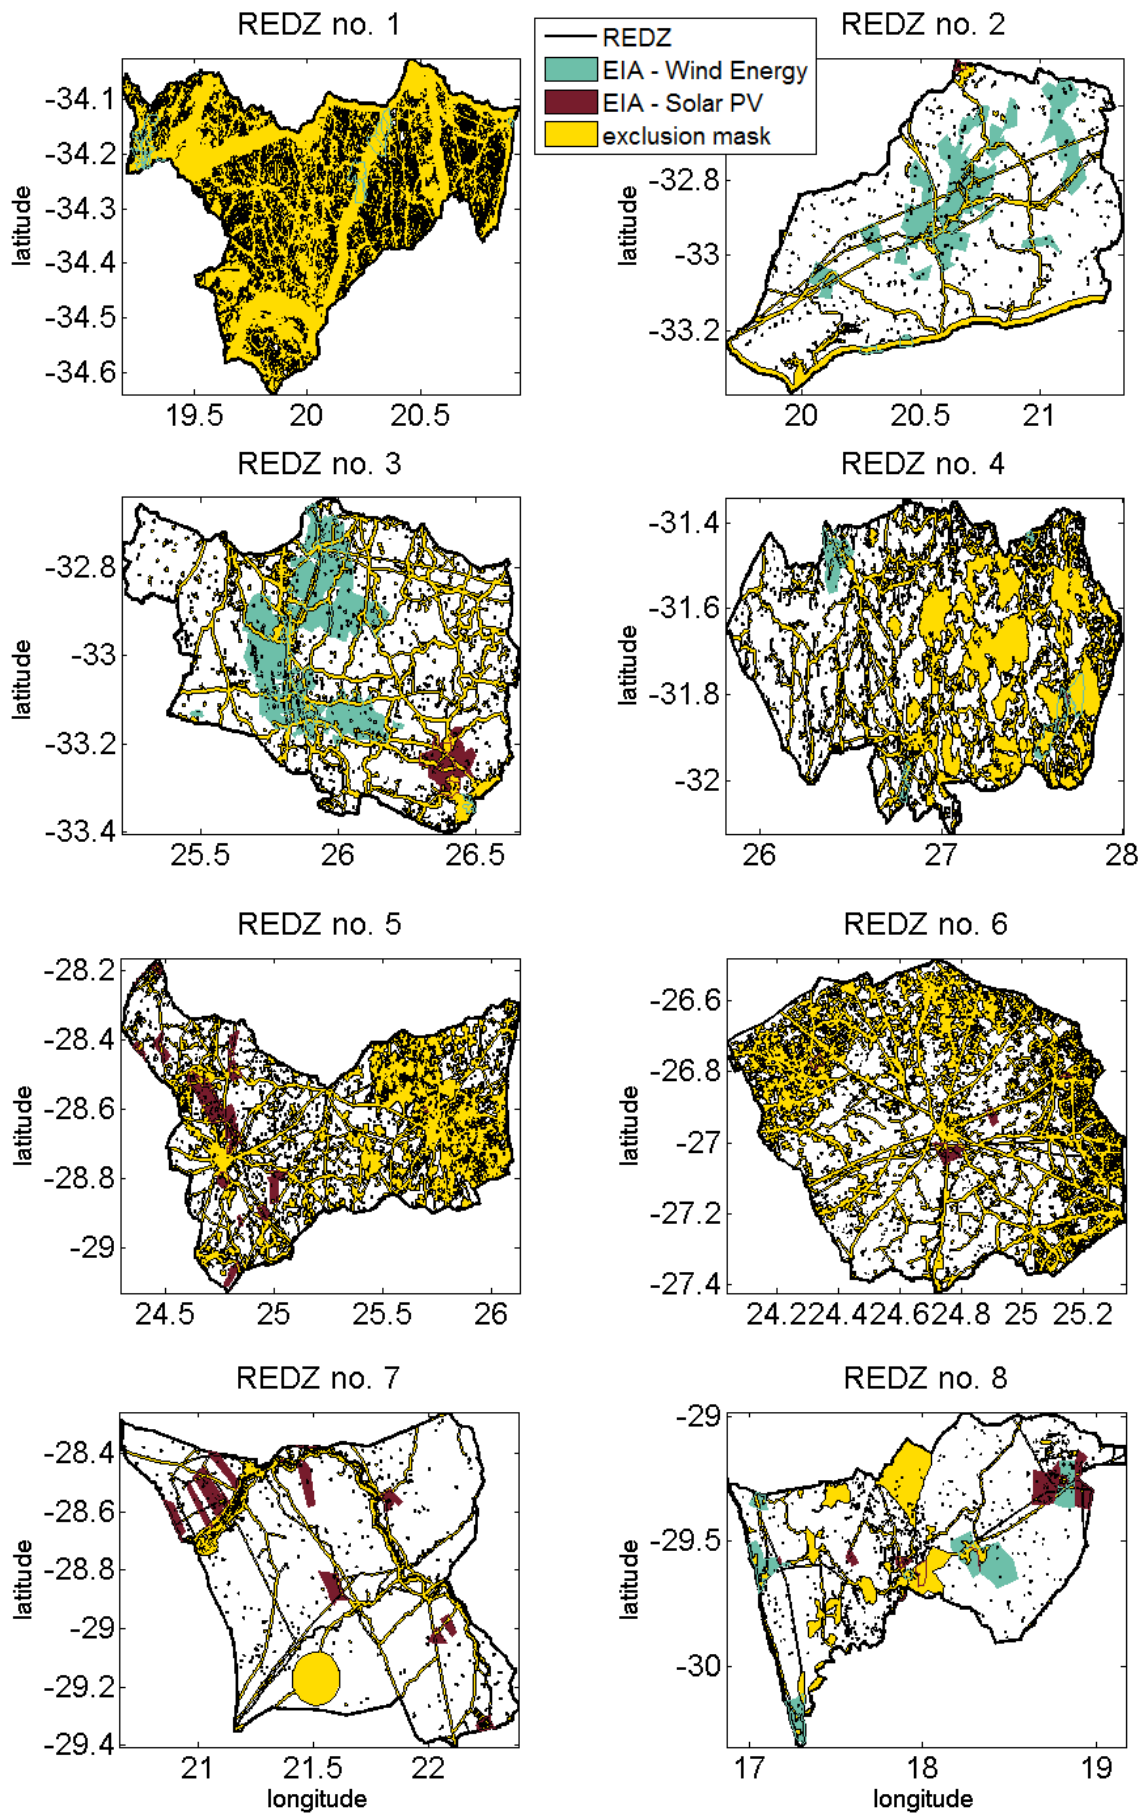 REDZ no. 1
REDZ
EIA - Wind Energy
EIA - Solar PV
exclusion mask
REDZ no. 2
latitude
-34.1
-34.2
-34.3
-34.4
-34.5
-34.6
19.5 20 20.5
latitude
-32.8
-33
-33.2
20 20.5 21
REDZ no. 3
latitude
-32.8
-33
-33.2
-33.4
25.5 26 26.5
REDZ no. 4
latitude
-31.4
-31.6
-31.8
-32
26 27 28
REDZ no. 5
latitude
-28.2
-28.4
-28.6
-28.8
-29
24.5 25 25.5 26
REDZ no. 6
latitude
-26.6
-26.8
-27
-27.2
-27.4
24.2 24.4 24.6 24.8 25 25.2
REDZ no. 7
latitude
-28.4
-28.6
-28.8
-29
-29.2
-29.4
21 21.5 22
longitude
REDZ no. 8
latitude
-29
-29.5
-30
17 18 19
longitude